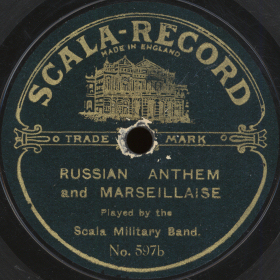 SCALA-RECORD
MADE IN ENGLAND
TRADE MARK
RUSSIAN ANTHEM
and MARSEILLAISE
Played by the
Scala Military Band.
No. 597b